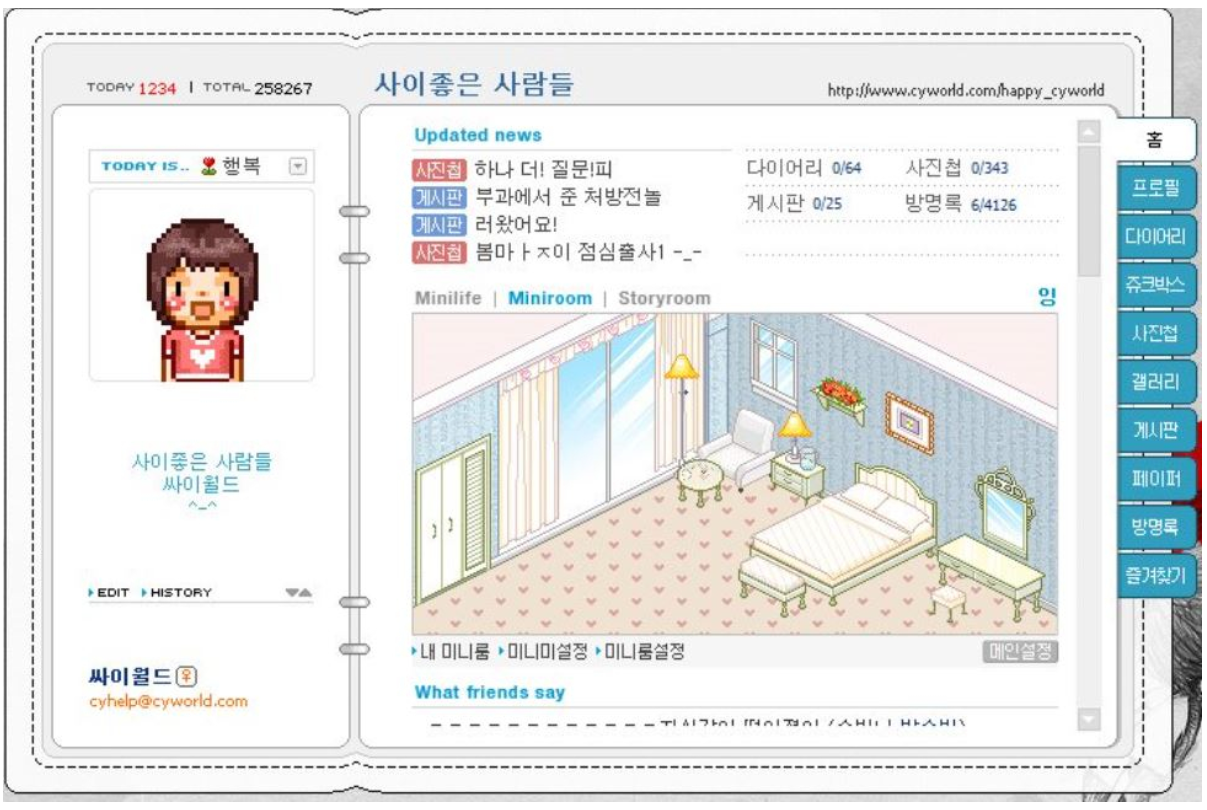 TODAY 1234 | TOTAL 258267
사이좋은 사람들
http://www.cyworld.com/happy_cyworld
TODAY IS.. 행복
사이좋은 사람들
싸이월드
^-^
EDIT HISTORY
싸이월드
cyhelp@cyworld.com
Updated news
사진첩 하나 더! 질문!피
게시판 부과에서 준 처방전놀
게시판 러왔어요!
사진첩 봄마ㅏㅈ이 점심출사1 -_-
다이어리 0/64 사진첩 0/343
게시판 0/25 방명록 6/4126
Minilife | Miniroom | Storyroom
잉
내 미니룸 미니미설정 미니룸설정
메인설정
What friends say
홈
프로필
다이어리
쥬크박스
사진첩
갤러리
게시판
페이퍼
방명록
즐겨찾기